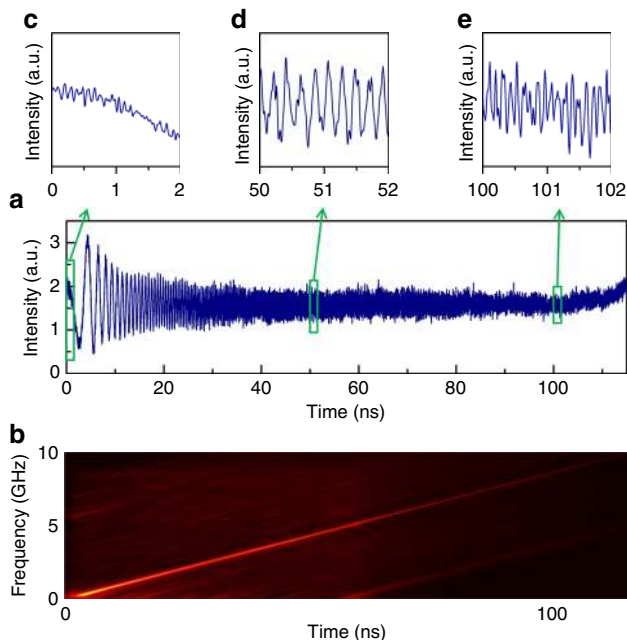 c
d
e
Intensity (a.u.)
Intensity (a.u.)
Intensity (a.u.)
0 1 2
50 51 52
100 101 102
a
Intensity (a.u.)
3
2
1
0
0 20 40 60 80 100
Time (ns)
b
Frequency (GHz)
10
5
0
0 100
Time (ns)